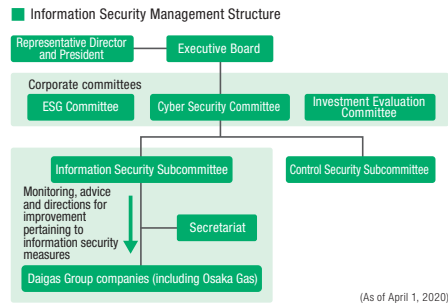 Information Security Management Structure
Representative Director
and President
Executive Board
Corporate committees
ESG Committee
Cyber Security Committee
Investment Evaluation
Committee
Information Security Subcommittee
Control Security Subcommittee
Monitoring, advice
and directions for
improvement
pertaining to
information security
measures
Secretariat
Daigas Group companies (including Osaka Gas)
(As of April 1, 2020)